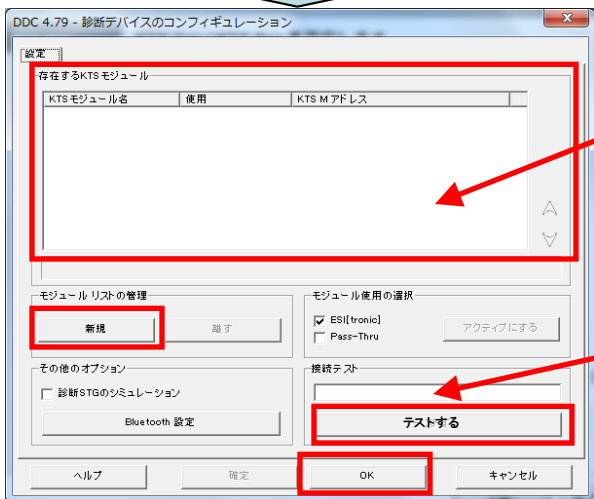 DDC 4.79 - 診断デバイスのコンフィギュレーション
設定
存在するKTSモジュール
KTSモジュール名 使用 KTS M アドレス
モジュール リストの管理
新規 離す
モジュール使用の選択
ESI[tronic]
Pass-Thru
アクティブにする
その他のオプション
診断STGのシミュレーション
Bluetooth 設定
接続テスト
テストする
ヘルプ 確定 OK キャンセル